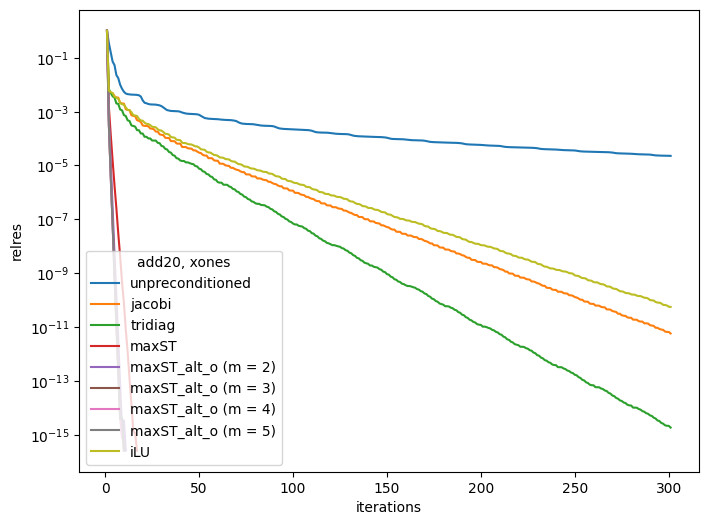 10⁻¹
10⁻³
10⁻⁵
10⁻⁷
10⁻⁹
10⁻¹¹
10⁻¹³
10⁻¹⁵
relres
add20, xones
unpreconditioned
jacobi
tridiag
maxST
maxST_alt_o (m = 2)
maxST_alt_o (m = 3)
maxST_alt_o (m = 4)
maxST_alt_o (m = 5)
iLU
0 50 100 150 200 250 300
iterations